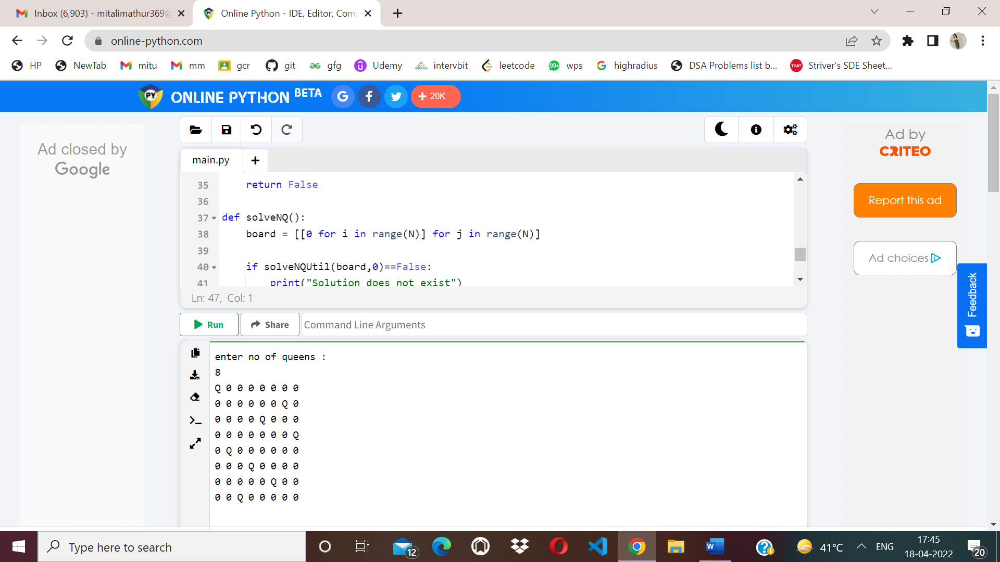 Inbox (6,903) - mitalimathur369@
Online Python - IDE, Editor, Com
online-python.com
HP
NewTab
mitu
mm
gcr
git
gfg
Udemy
intervbit
leetcode
99+
wps
highradius
DSA Problems list b...
TUF
Striver's SDE Sheet...
PY
ONLINE PYTHON BETA
20K
Ad closed by
Google
Ad by
CRITEO
Report this ad
Ad choices
Feedback
main.py
35 return False
36
37 def solveNQ():
38 board = [[0 for i in range(N)] for j in range(N)]
39
40 if solveNQUtil(board,0)==False:
41 print("Solution does not exist")
Ln: 47, Col: 1
Run
Share
Command Line Arguments
enter no of queens :
8
Q 0 0 0 0 0 0 0
0 0 0 0 0 0 Q 0
0 0 0 0 Q 0 0 0
0 0 0 0 0 0 0 Q
0 Q 0 0 0 0 0 0
0 0 0 Q 0 0 0 0
0 0 0 0 0 Q 0 0
0 0 Q 0 0 0 0 0
Type here to search
12
41°C
ENG
17:45
18-04-2022
20